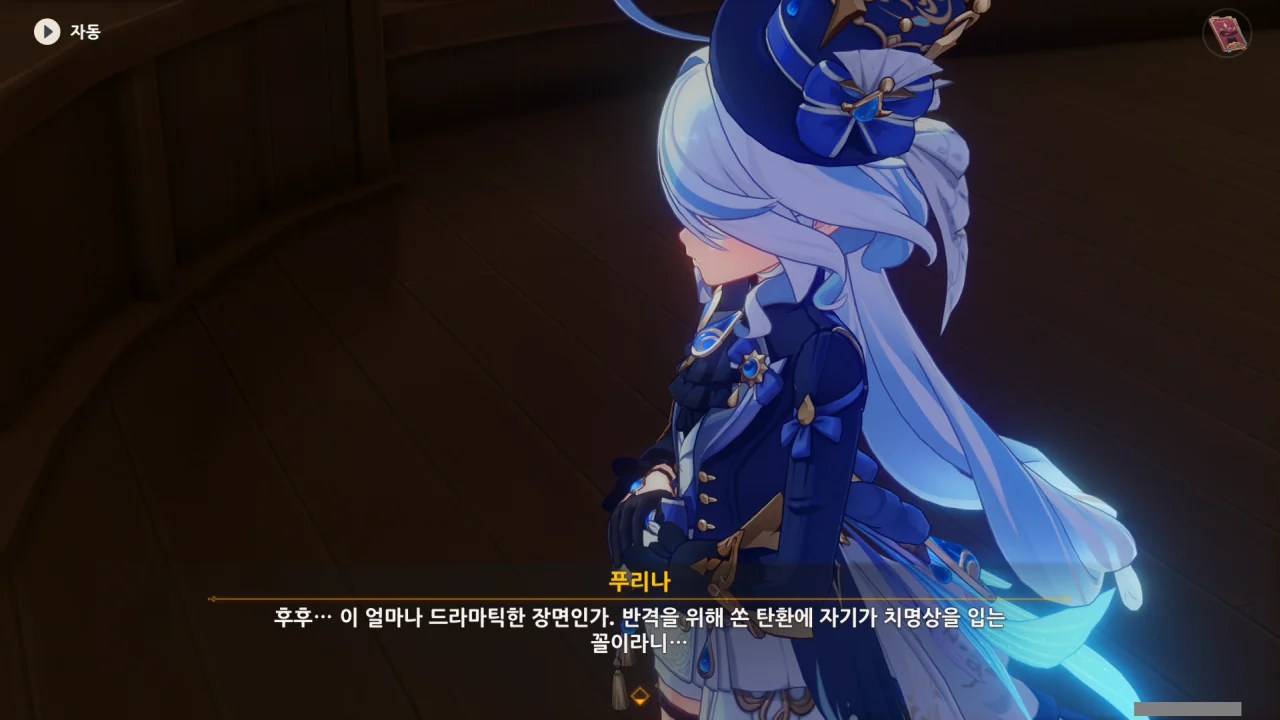 자동
푸리나
후후… 이 얼마나 드라마틱한 장면인가. 반격을 위해 쏜 탄환에 자기가 치명상을 입는
꼴이라니…